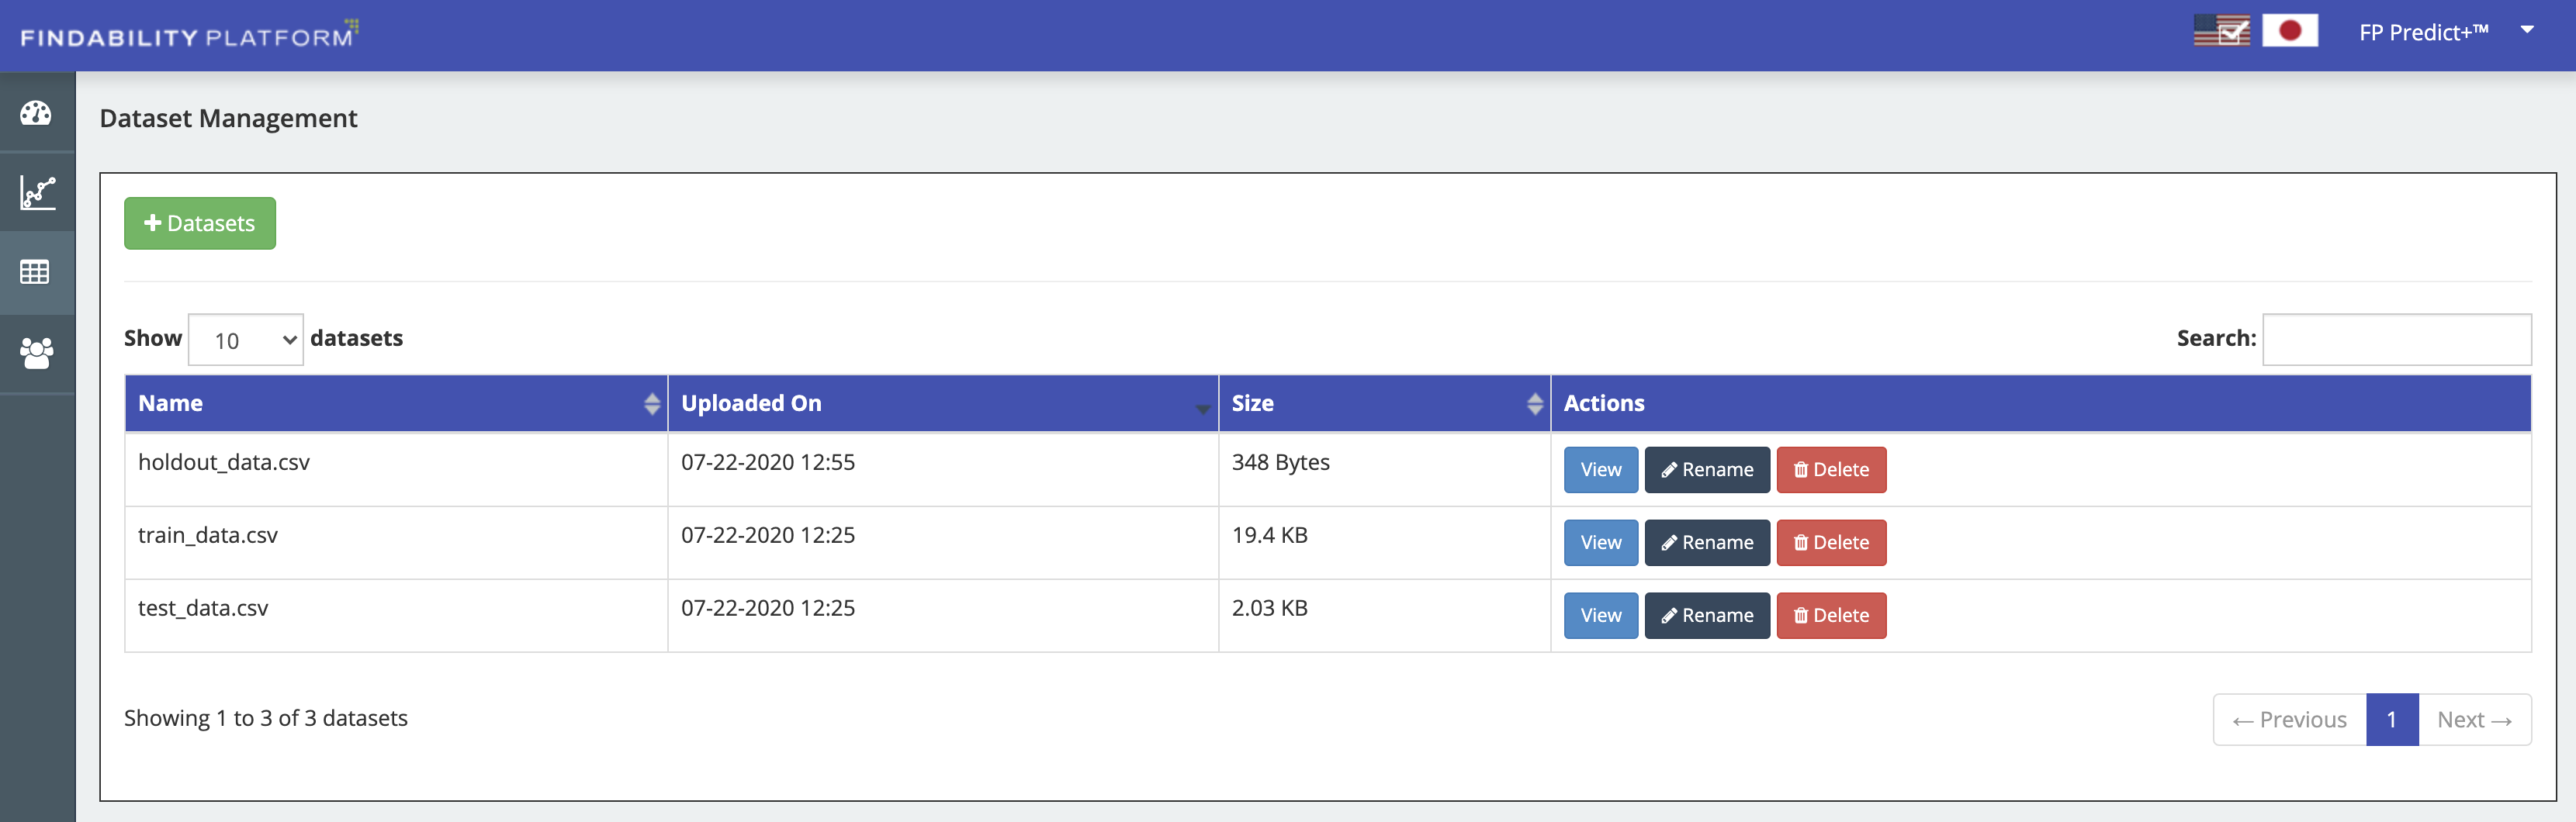 FINDABILITY PLATFORM
FP Predict+™
Dataset Management
Datasets
Show 10 datasets
Search:
Name Uploaded On Size Actions
holdout_data.csv 07-22-2020 12:55 348 Bytes View Rename Delete
train_data.csv 07-22-2020 12:25 19.4 KB View Rename Delete
test_data.csv 07-22-2020 12:25 2.03 KB View Rename Delete
Showing 1 to 3 of 3 datasets
← Previous 1 Next →